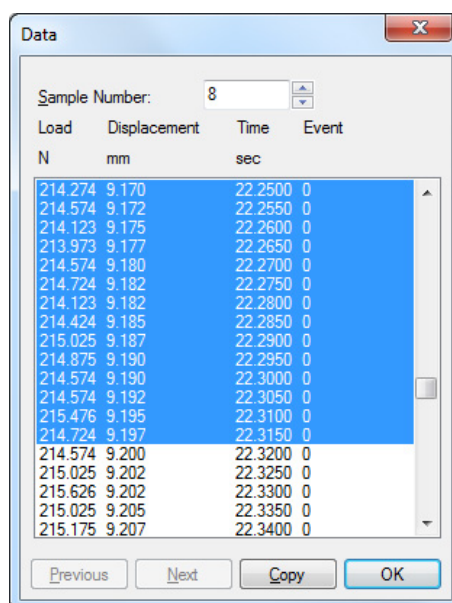 Data
Sample Number: 8
Load Displacement Time Event
N mm sec
214.274 9.170 22.2500 0
214.574 9.172 22.2550 0
214.123 9.175 22.2600 0
213.973 9.177 22.2650 0
214.574 9.180 22.2700 0
214.724 9.182 22.2750 0
214.123 9.182 22.2800 0
214.424 9.185 22.2850 0
215.025 9.187 22.2900 0
214.875 9.190 22.2950 0
214.574 9.190 22.3000 0
214.574 9.192 22.3050 0
215.476 9.195 22.3100 0
214.724 9.197 22.3150 0
214.574 9.200 22.3200 0
215.025 9.202 22.3250 0
215.626 9.202 22.3300 0
215.025 9.205 22.3350 0
215.175 9.207 22.3400 0
Previous Next Copy OK